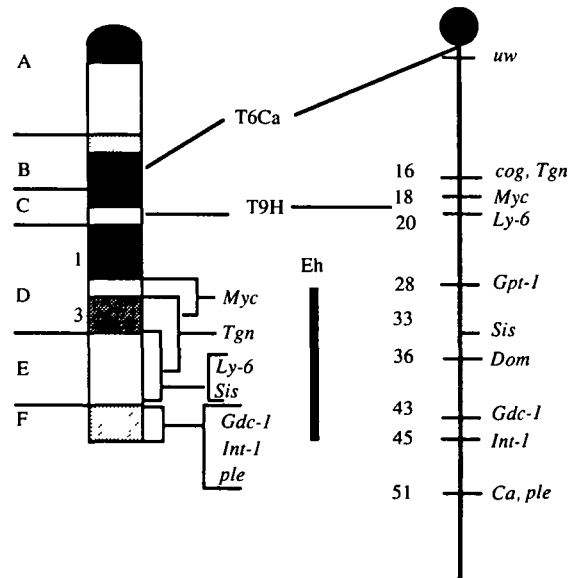 A
B
C
1
D
3
E
F
T6Ca
T9H
Eh
Myc
Tgn
Ly-6
Sis
Gdc-1
Int-1
ple
uw
16 cog, Tgn
18 Myc
20 Ly-6
28 Gpt-1
33 Sis
36 Dom
43 Gdc-1
45 Int-1
51 Ca, ple